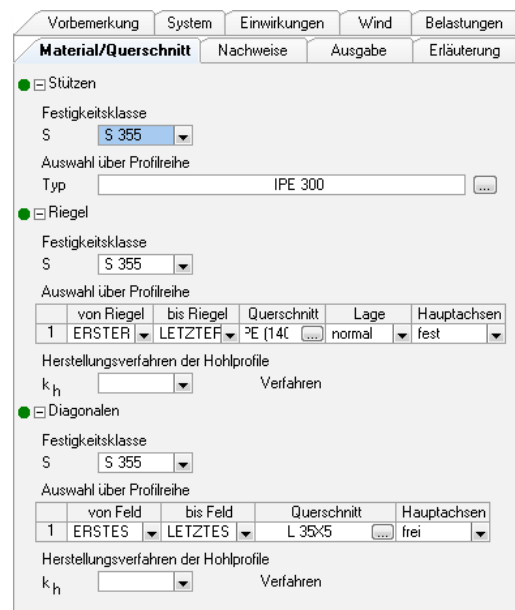 Vorbemerkung System Einwirkungen Wind Belastungen
Material/Querschnitt Nachweise Ausgabe Erläuterung
Stützen
Festigkeitsklasse
S S 355
Auswahl über Profilreihe
Typ IPE 300 ...
Riegel
Festigkeitsklasse
S S 355
Auswahl über Profilreihe
von Riegel bis Riegel Querschnitt Lage Hauptachsen
1 ERSTER LETZTER PE (140 ... normal fest
Herstellungsverfahren der Hohlprofile
k h Verfahren
Diagonalen
Festigkeitsklasse
S S 355
Auswahl über Profilreihe
von Feld bis Feld Querschnitt Hauptachsen
1 ERSTES LETZTES L 35X5 ... frei
Herstellungsverfahren der Hohlprofile
k h Verfahren